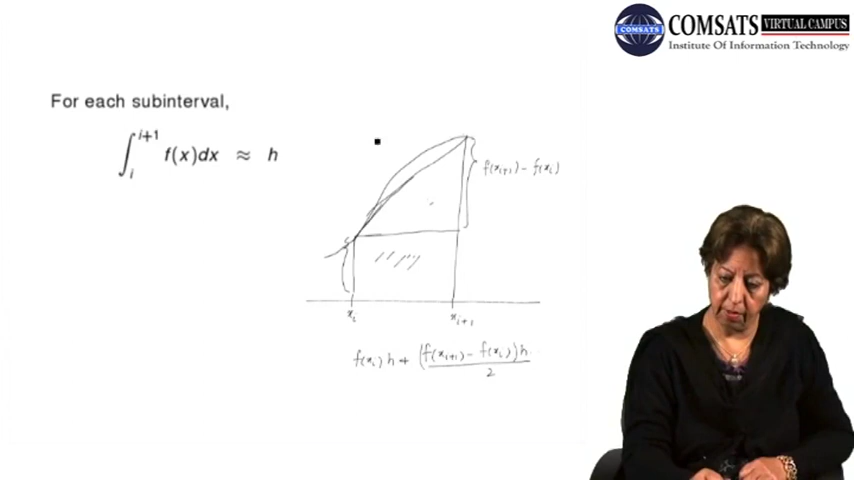 COMSATS
COMSATS VIRTUAL CAMPUS
Institute Of Information Technology
For each subinterval,
∫ᵢ^{i+1} f(x)dx ≈ h
f(x_{i+1}) - f(x_i)
x_i
x_{i+1}
f(x_i) h + (f(x_{i+1}) - f(x_i)) h
2